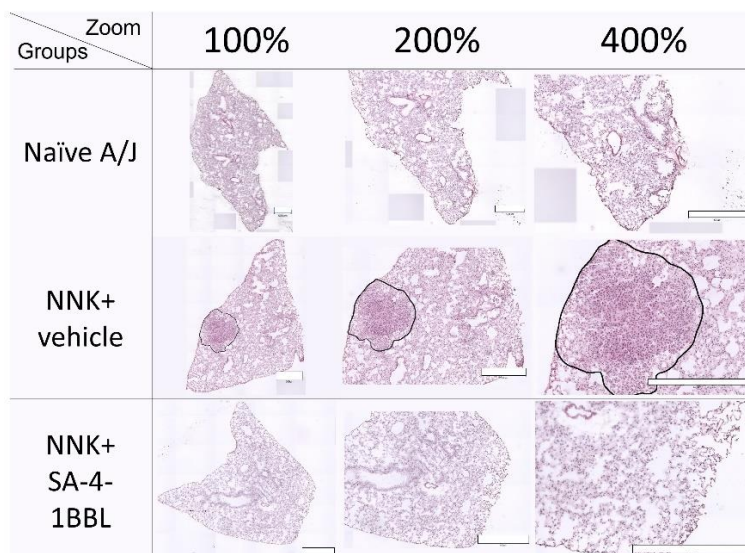 Zoom
Groups
100%
200%
400%
Naïve A/J
NNK+
vehicle
NNK+
SA-4-
1BBL